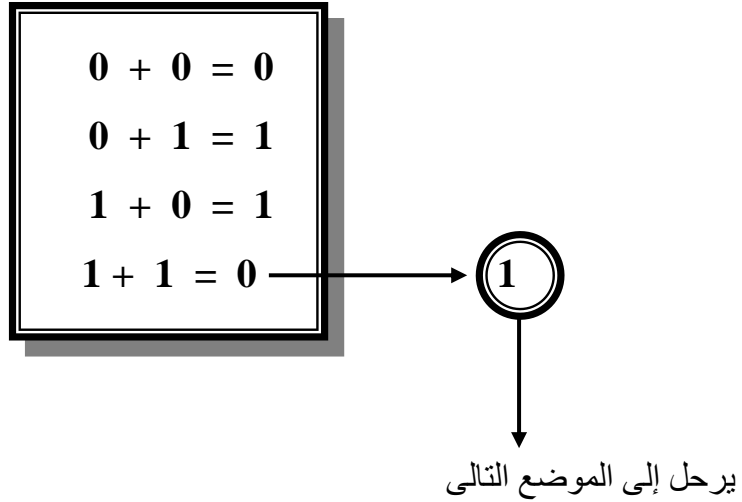 0 + 0 = 0
0 + 1 = 1
1 + 0 = 1
1 + 1 = 0
1
يرحل إلى الموضع التالى